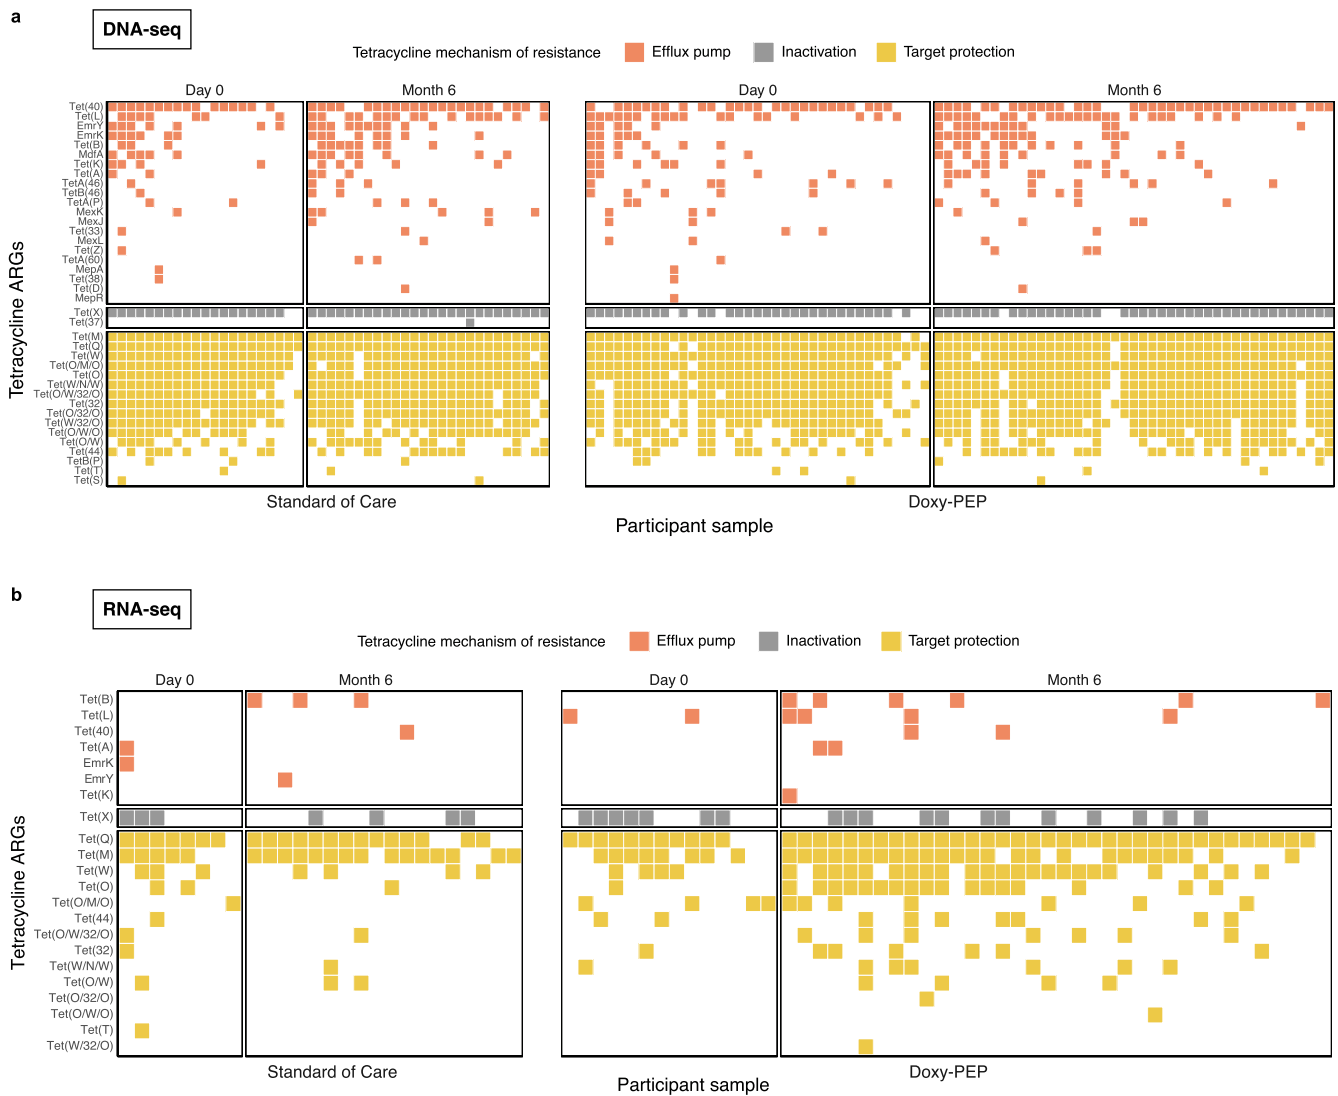 a
DNA-seq
Tetracycline mechanism of resistance Efflux pump Inactivation Target protection
Day 0 Month 6 Day 0 Month 6
Tetracycline ARGs
Tet(40)
Tet(L)
EmrY
EmrK
Tet(B)
MdfA
Tet(K)
Tet(A)
TetA(46)
TetB(46)
TetA(P)
MexK
MexJ
Tet(33)
MexL
Tet(Z)
TetA(60)
MepA
Tet(38)
Tet(D)
MepR
Tet(X)
Tet(37)
Tet(M)
Tet(Q)
Tet(W)
Tet(O/M/O)
Tet(O)
Tet(W/N/W)
Tet(O/W/32/O)
Tet(32)
Tet(O/32/O)
Tet(W/32/O)
Tet(O/W/O)
Tet(O/W)
Tet(44)
TetB(P)
Tet(T)
Tet(S)
Standard of Care Doxy-PEP
Participant sample
b
RNA-seq
Tetracycline mechanism of resistance Efflux pump Inactivation Target protection
Day 0 Month 6 Day 0 Month 6
Tetracycline ARGs
Tet(B)
Tet(L)
Tet(40)
Tet(A)
EmrK
EmrY
Tet(K)
Tet(X)
Tet(Q)
Tet(M)
Tet(W)
Tet(O)
Tet(O/M/O)
Tet(44)
Tet(O/W/32/O)
Tet(32)
Tet(W/N/W)
Tet(O/W)
Tet(O/32/O)
Tet(O/W/O)
Tet(T)
Tet(W/32/O)
Standard of Care Doxy-PEP
Participant sample